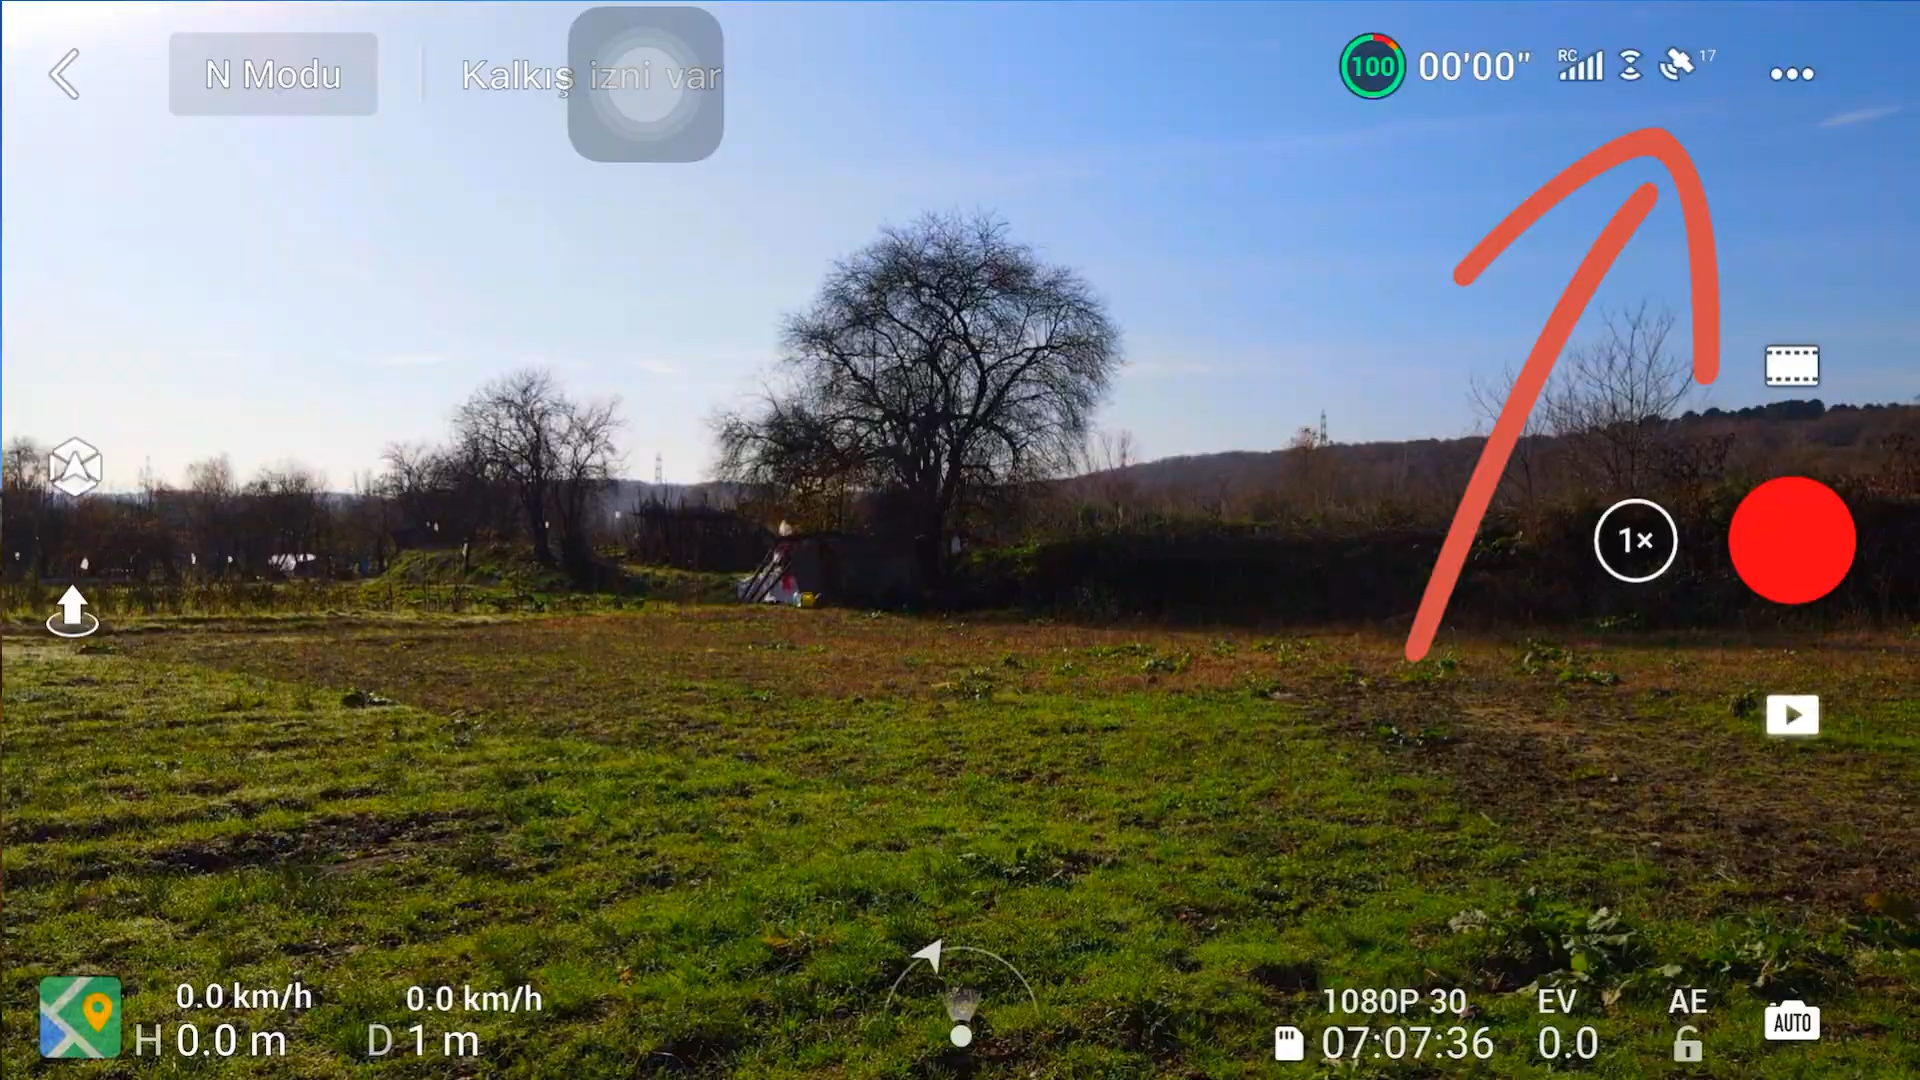 N Modu
Kalkış izni var
100
00'00"
RC
17
1×
0.0 km/h
0.0 km/h
H 0.0 m
D 1 m
1080P 30
07:07:36
EV
0.0
AE
AUTO